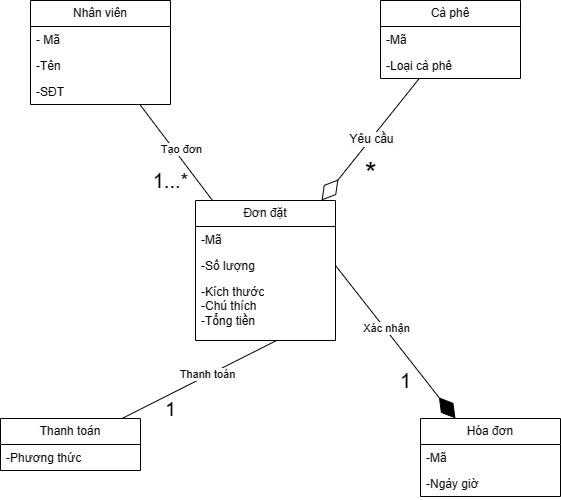 Nhân viên
- Mã
-Tên
-SĐT
Cà phê
-Mã
-Loại cà phê
Tạo đơn
1...*
Yêu cầu
*
Đơn đặt
-Mã
-Số lượng
-Kích thước
-Chú thích
-Tổng tiền
Xác nhận
1
Thanh toán
1
Thanh toán
-Phương thức
Hóa đơn
-Mã
-Ngày giờ